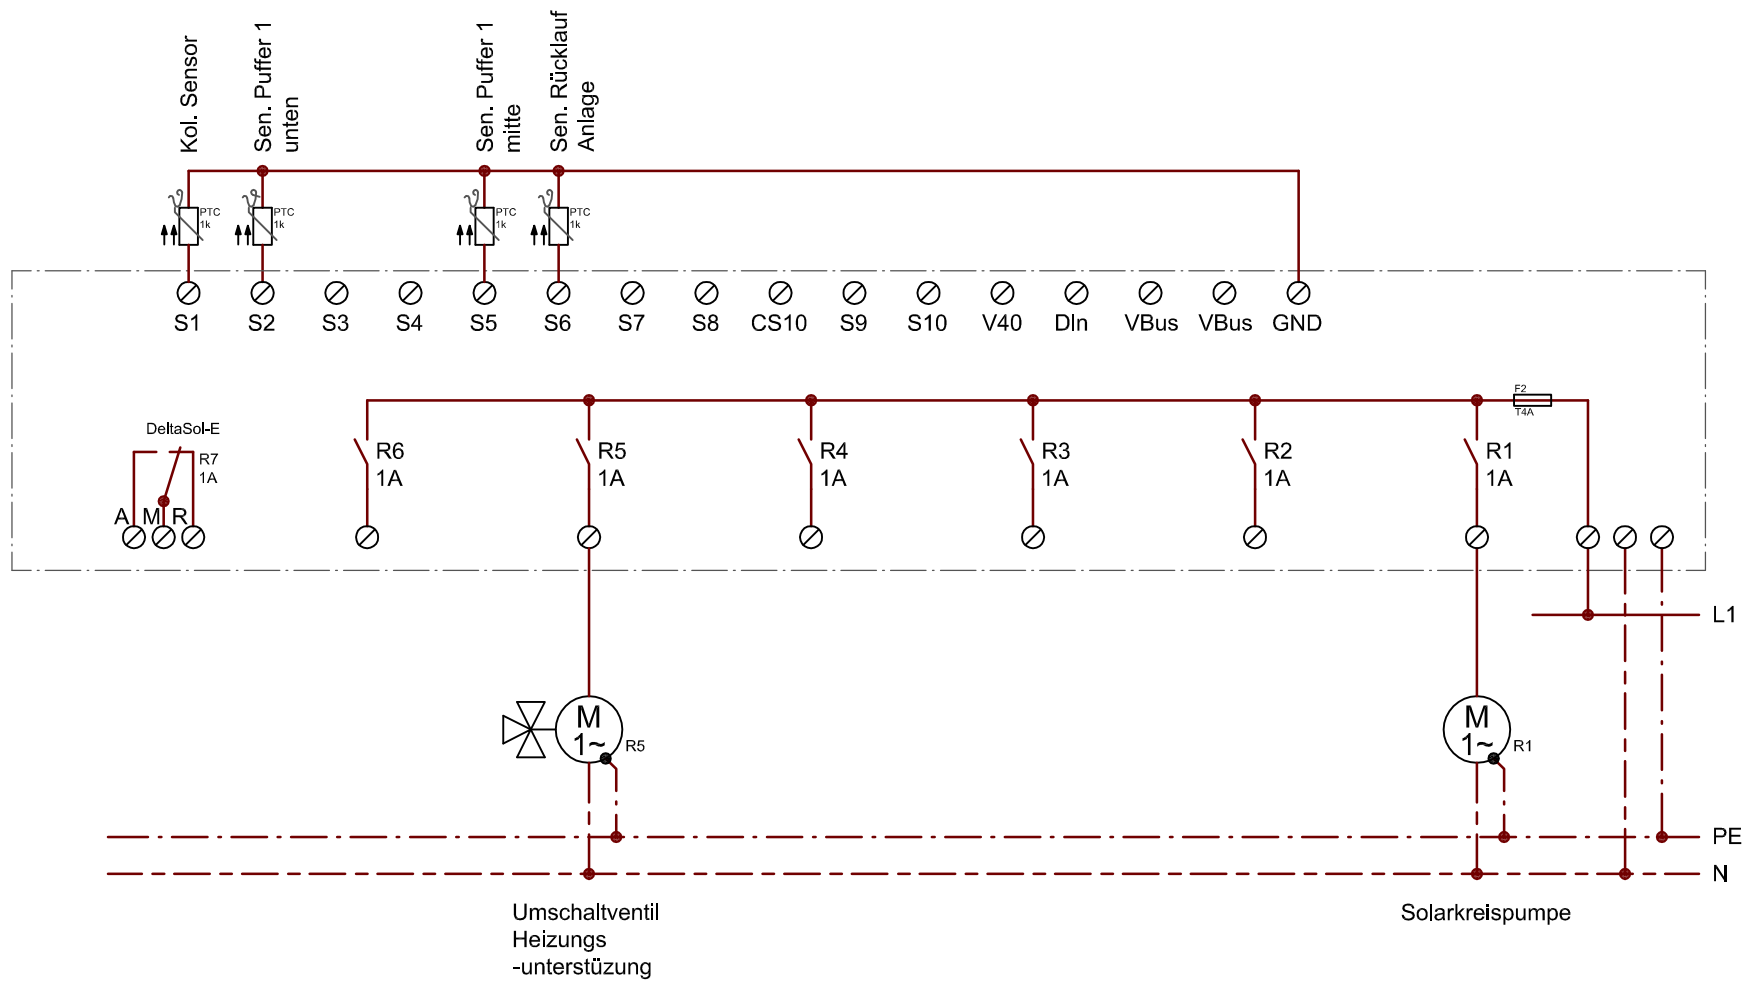 Kol. Sensor
Sen. Puffer 1
unten
Sen. Puffer 1
mitte
Sen. Rücklauf
Anlage
PTC
1k
PTC
1k
PTC
1k
PTC
1k
S1 S2 S3 S4 S5 S6 S7 S8 CS10 S9 S10 V40 DIn VBus VBus GND
F2
T4A
DeltaSol-E
R7
1A
A M R
R6
1A
R5
1A
R4
1A
R3
1A
R2
1A
R1
1A
L1
M
1~
R5
M
1~
R1
PE
N
Umschaltventil
Heizungs
-unterstüzung
Solarkreispumpe